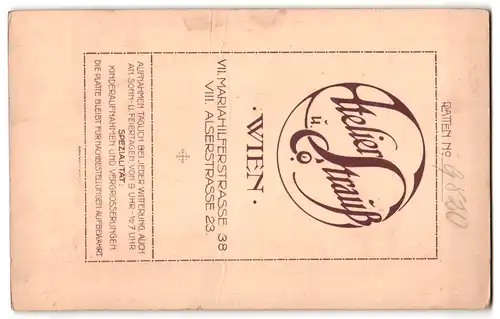 PLATTEN No. 9820
Atelier
Strauß
u. Co
· WIEN ·
VII. MARIAHILFERSTRASSE 38
VIII. ALSERSTRASSE 23.
AUFNAHMEN TÄGLICH BEI JEDER WITTERUNG AUCH
AN SONN- U. FEIERTAGEN: VON 9 UHR - ½7 UHR
SPEZIALITÄT:
KINDERAUFNAHMEN UND VERGRÖSSERUNGEN
DIE PLATTE BLEIBT FÜR NACHBESTELLUNGEN AUFBEWAHRT